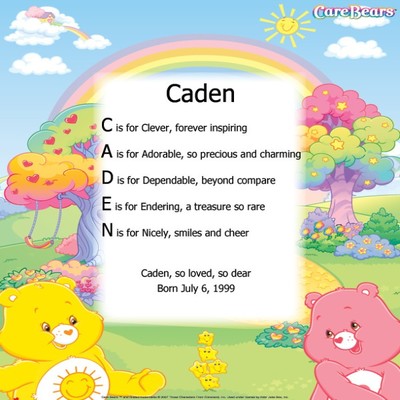 CareBears
Caden
C is for Clever, forever inspiring
A is for Adorable, so precious and charming
D is for Dependable, beyond compare
E is for Endering, a treasure so rare
N is for Nicely, smiles and cheer
Caden, so loved, so dear
Born July 6, 1999